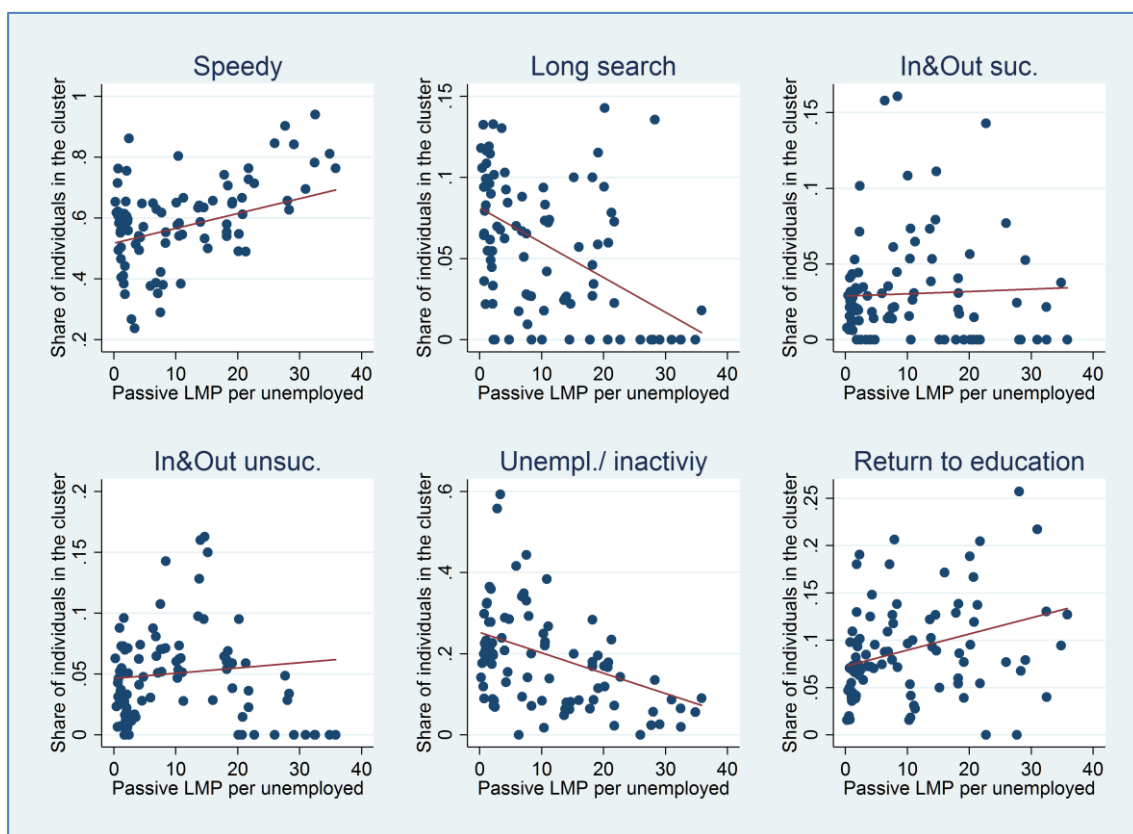 Speedy
Share of individuals in the cluster
.2 .4 .6 .8 1
0 10 20 30 40
Passive LMP per unemployed
Long search
Share of individuals in the cluster
0 .05 .1 .15
0 10 20 30 40
Passive LMP per unemployed
In&Out suc.
Share of individuals in the cluster
0 .05 .1 .15
0 10 20 30 40
Passive LMP per unemployed
In&Out unsuc.
Share of individuals in the cluster
0 .05 .1 .15 .2
0 10 20 30 40
Passive LMP per unemployed
Unempl./ inactiviy
Share of individuals in the cluster
0 .2 .4 .6
0 10 20 30 40
Passive LMP per unemployed
Return to education
Share of individuals in the cluster
0 .05 .1 .15 .2 .25
0 10 20 30 40
Passive LMP per unemployed